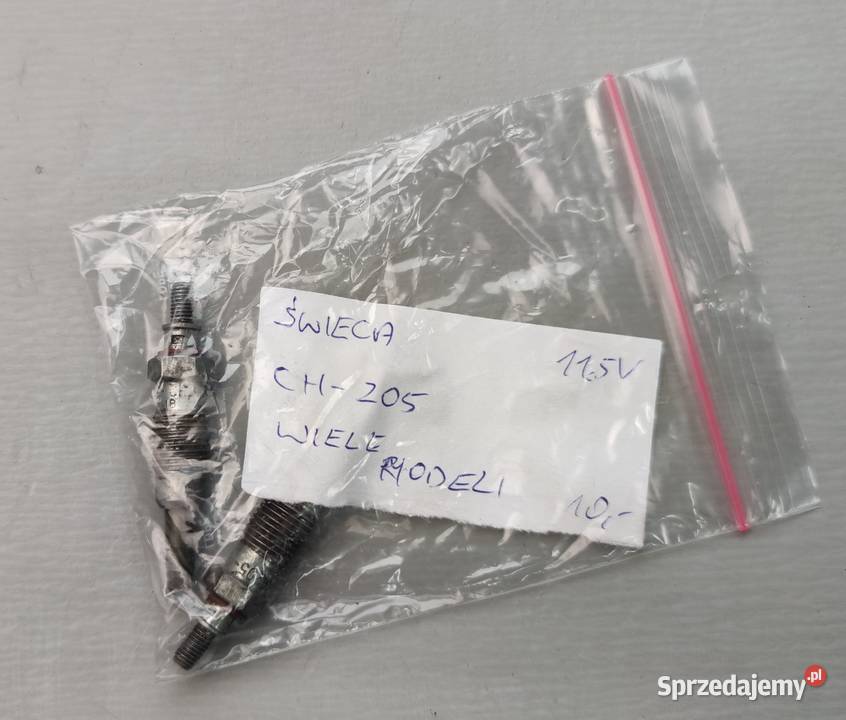 ŚWIECA
11,5V
CH-205
WIELE
MODELI
10,-
Sprzedajemy.pl